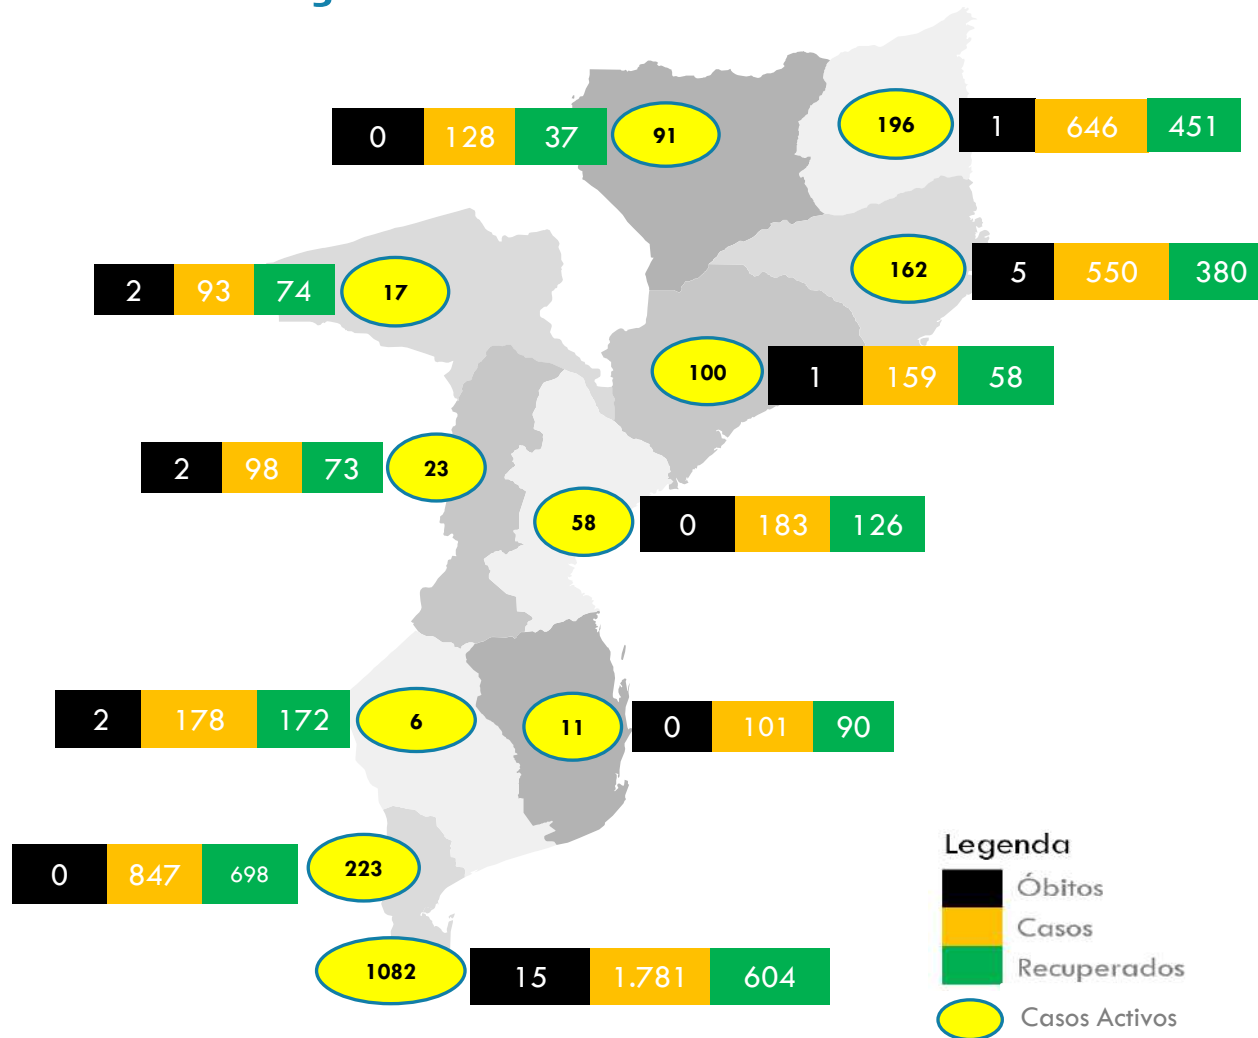 0 128 37 91
196 1 646 451
2 93 74 17
162 5 550 380
100 1 159 58
2 98 73 23
58 0 183 126
2 178 172 6
11 0 101 90
0 847 698 223
1082 15 1.781 604
Legenda
Óbitos
Casos
Recuperados
Casos Activos